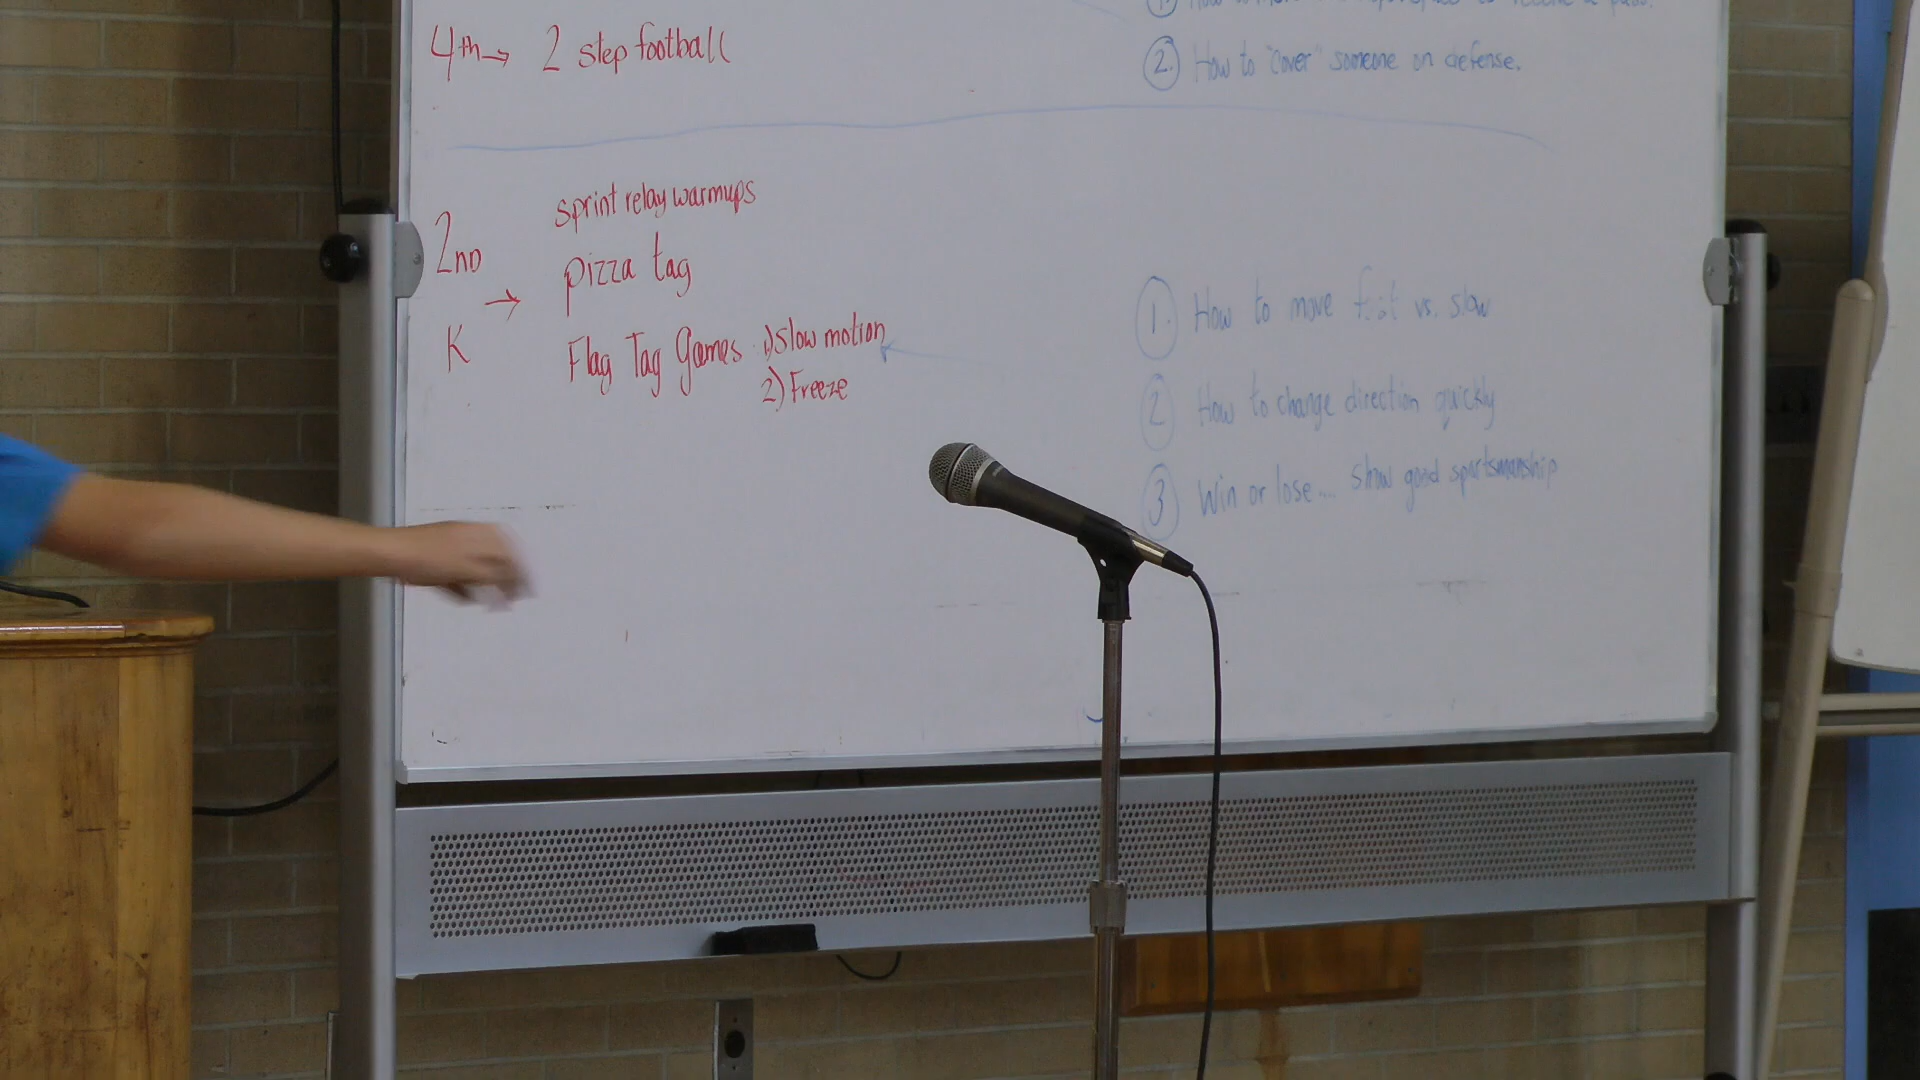 4th → 2 step football
2. How to "cover" someone on defense.
sprint relay warmups
2nd
pizza tag
→
K
Flag Tag Games 1) Slow motion
2) Freeze
1. How to move fast vs. slow
2 How to change direction quickly
3 Win or lose... show good sportsmanship